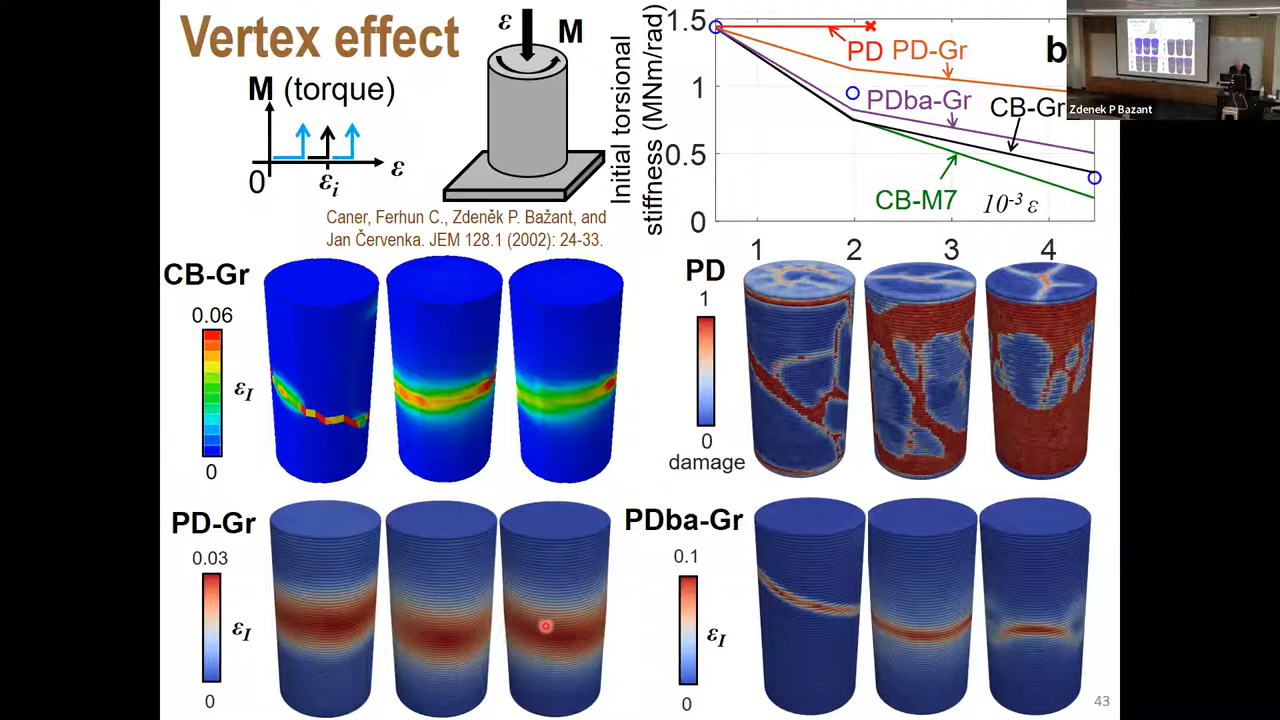 Vertex effect
ε
M
M (torque)
0
εi
ε
Caner, Ferhun C., Zdeněk P. Bažant, and
Jan Červenka. JEM 128.1 (2002): 24-33.
Initial torsional
stiffness (MNm/rad)
1.5
1
0.5
0
PD
PD-Gr
b
PDba-Gr
CB-Gr
CB-M7
10-3 ε
1
2
3
4
Zdenek P Bazant
CB-Gr
0.06
εI
0
PD
1
0
damage
PD-Gr
0.03
εI
0
PDba-Gr
0.1
εI
0
43